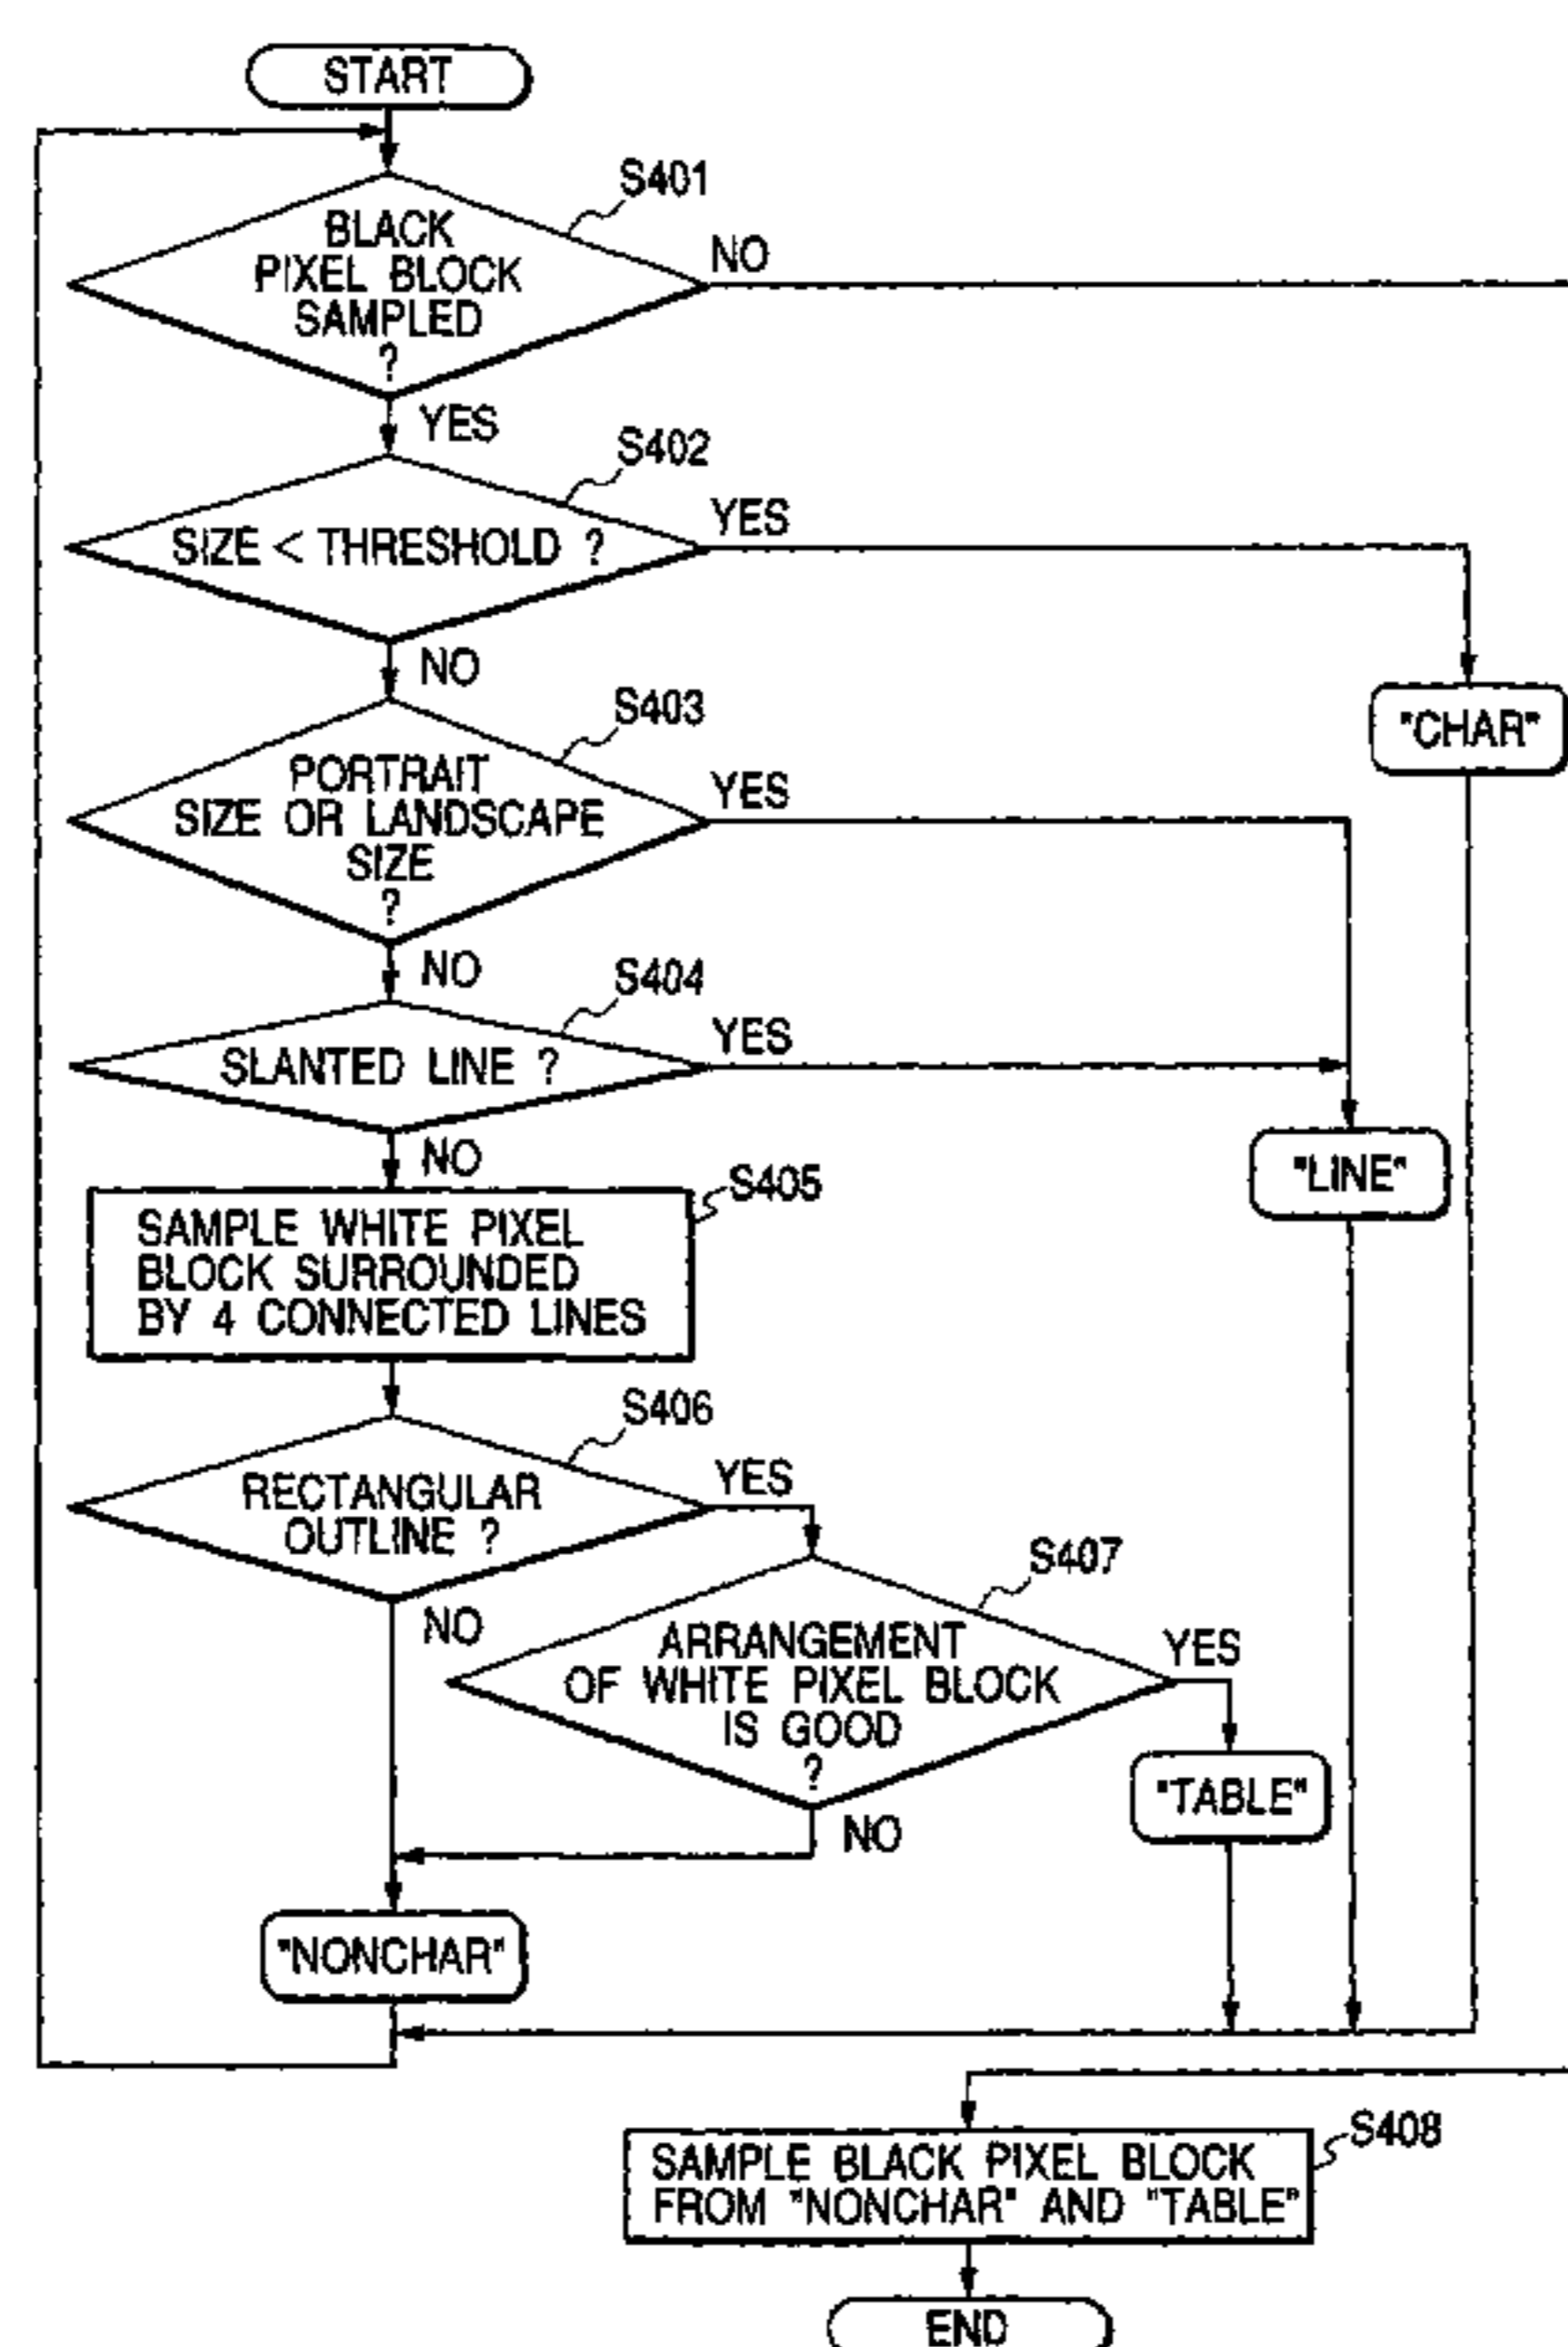 START
S401
BLACK
PIXEL BLOCK
SAMPLED
?
NO
YES
S402
SIZE < THRESHOLD ?
YES
NO
"CHAR"
S403
PORTRAIT
SIZE OR LANDSCAPE
SIZE
?
YES
NO
S404
SLANTED LINE ?
YES
NO
"LINE"
S405
SAMPLE WHITE PIXEL
BLOCK SURROUNDED
BY 4 CONNECTED LINES
S406
RECTANGULAR
OUTLINE ?
YES
NO
S407
ARRANGEMENT
OF WHITE PIXEL BLOCK
IS GOOD
?
YES
NO
"TABLE"
"NONCHAR"
S408
SAMPLE BLACK PIXEL BLOCK
FROM "NONCHAR" AND "TABLE"
END